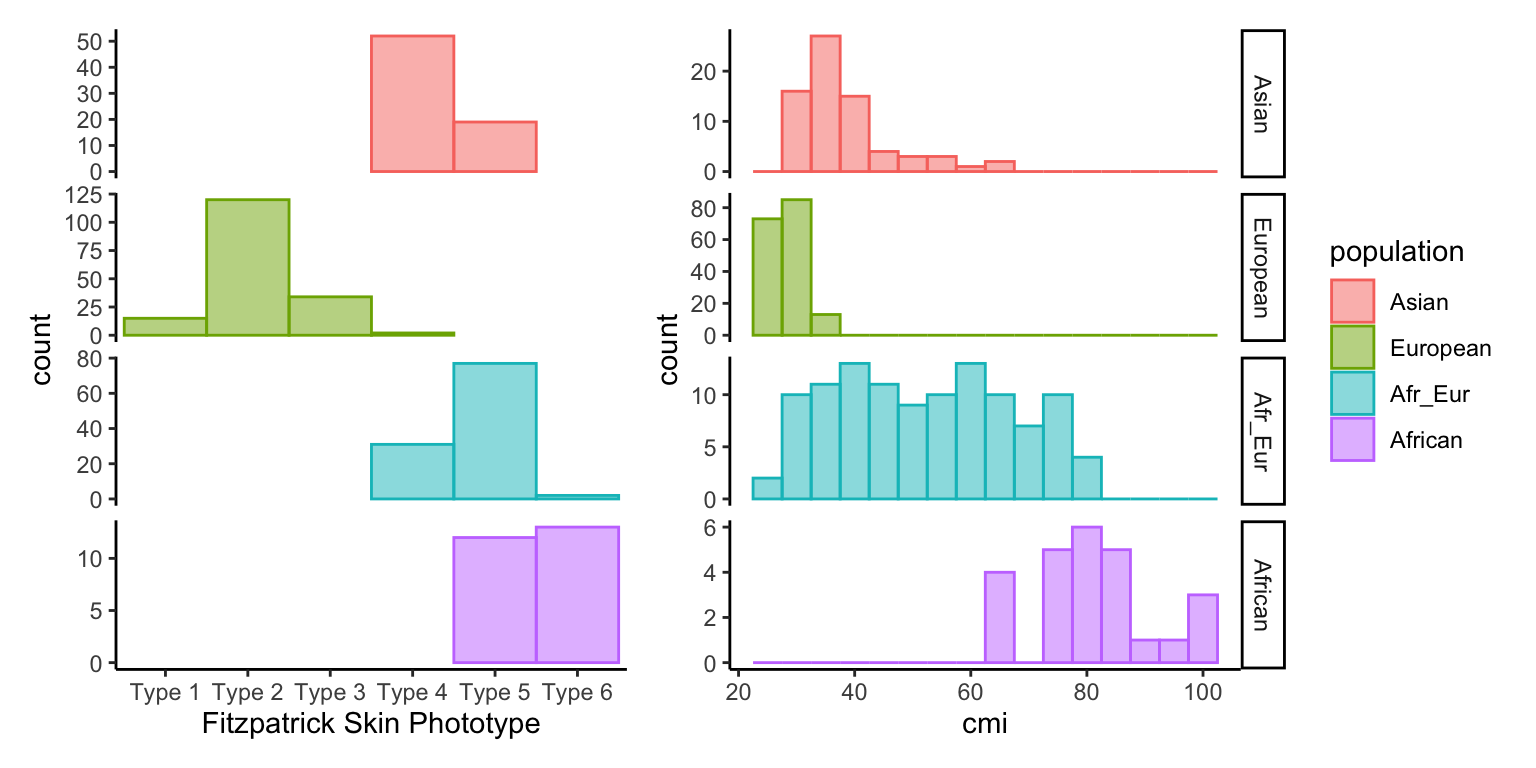 count
50
40
30
20
10
0
125
100
75
50
25
0
80
60
40
20
0
10
5
0
Type 1 Type 2 Type 3 Type 4 Type 5 Type 6
Fitzpatrick Skin Phototype
count
20
10
0
Asian
80
60
40
20
0
European
10
5
0
Afr_Eur
6
4
2
0
African
20 40 60 80 100
cmi
population
Asian
European
Afr_Eur
African